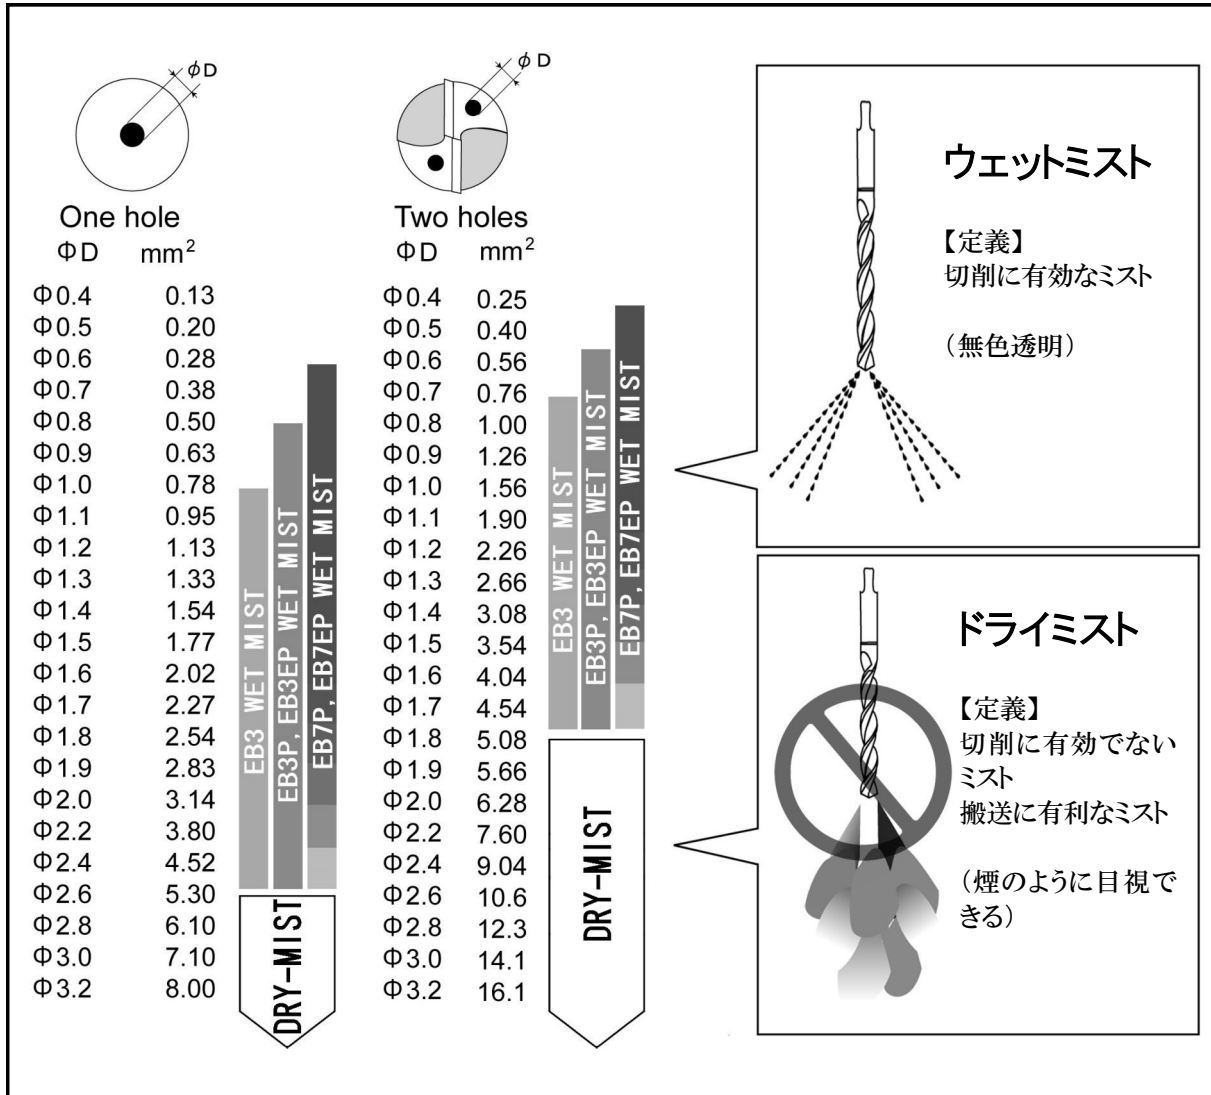 φD
One hole
ΦD mm²
Φ0.4 0.13
Φ0.5 0.20
Φ0.6 0.28
Φ0.7 0.38
Φ0.8 0.50
Φ0.9 0.63
Φ1.0 0.78
Φ1.1 0.95
Φ1.2 1.13
Φ1.3 1.33
Φ1.4 1.54
Φ1.5 1.77
Φ1.6 2.02
Φ1.7 2.27
Φ1.8 2.54
Φ1.9 2.83
Φ2.0 3.14
Φ2.2 3.80
Φ2.4 4.52
Φ2.6 5.30
Φ2.8 6.10
Φ3.0 7.10
Φ3.2 8.00
EB3 WET MIST
EB3P, EB3EP WET MIST
EB7P, EB7EP WET MIST
DRY-MIST
φD
Two holes
ΦD mm²
Φ0.4 0.25
Φ0.5 0.40
Φ0.6 0.56
Φ0.7 0.76
Φ0.8 1.00
Φ0.9 1.26
Φ1.0 1.56
Φ1.1 1.90
Φ1.2 2.26
Φ1.3 2.66
Φ1.4 3.08
Φ1.5 3.54
Φ1.6 4.04
Φ1.7 4.54
Φ1.8 5.08
Φ1.9 5.66
Φ2.0 6.28
Φ2.2 7.60
Φ2.4 9.04
Φ2.6 10.6
Φ2.8 12.3
Φ3.0 14.1
Φ3.2 16.1
EB3 WET MIST
EB3P, EB3EP WET MIST
EB7P, EB7EP WET MIST
DRY-MIST
ウェットミスト
【定義】
切削に有効なミスト
（無色透明）
ドライミスト
【定義】
切削に有効でない
ミスト
搬送に有利なミスト
（煙のように目視で
きる）